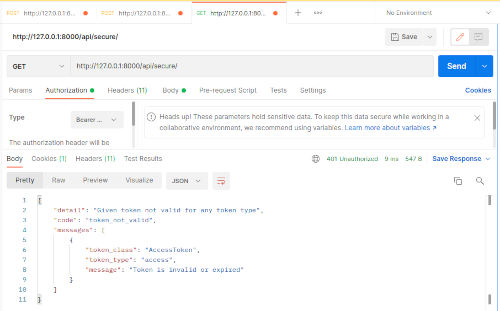 POST http://127.0.0.1:8...
POST http://127.0.0.1:8...
GET http://127.0.0.1:80...
+
No Environment
http://127.0.0.1:8000/api/secure/
Save
GET
http://127.0.0.1:8000/api/secure/
Send
Params Authorization Headers (11) Body Pre-request Script Tests Settings Cookies
Type
Bearer ...
The authorization header will be
Heads up! These parameters hold sensitive data. To keep this data secure while working in a
collaborative environment, we recommend using variables. Learn more about variables
Body Cookies (1) Headers (11) Test Results
401 Unauthorized 9 ms 547 B Save Response
Pretty Raw Preview Visualize JSON
1 {
2 "detail": "Given token not valid for any token type",
3 "code": "token_not_valid",
4 "messages": [
5 {
6 "token_class": "AccessToken",
7 "token_type": "access",
8 "message": "Token is invalid or expired"
9 }
10 ]
11 }